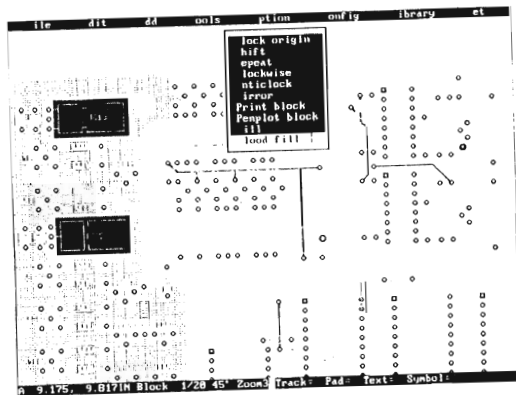 ile dit dd ools ption onfig ibrary et
lock origin
hift
epeat
lockwise
nticlock
irror
Print block
Penplot block
ill
load fill
A 9.175, 9.817IN Block 1/20 45° Zoom3 Track= Pad= Text= Symbol=